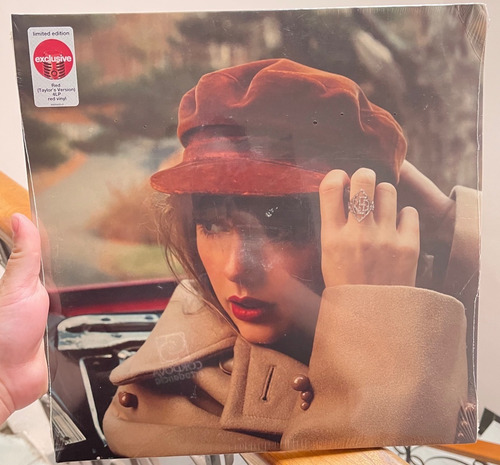 limited edition
exclusive
Red
(Taylor's Version)
4LP
red vinyl